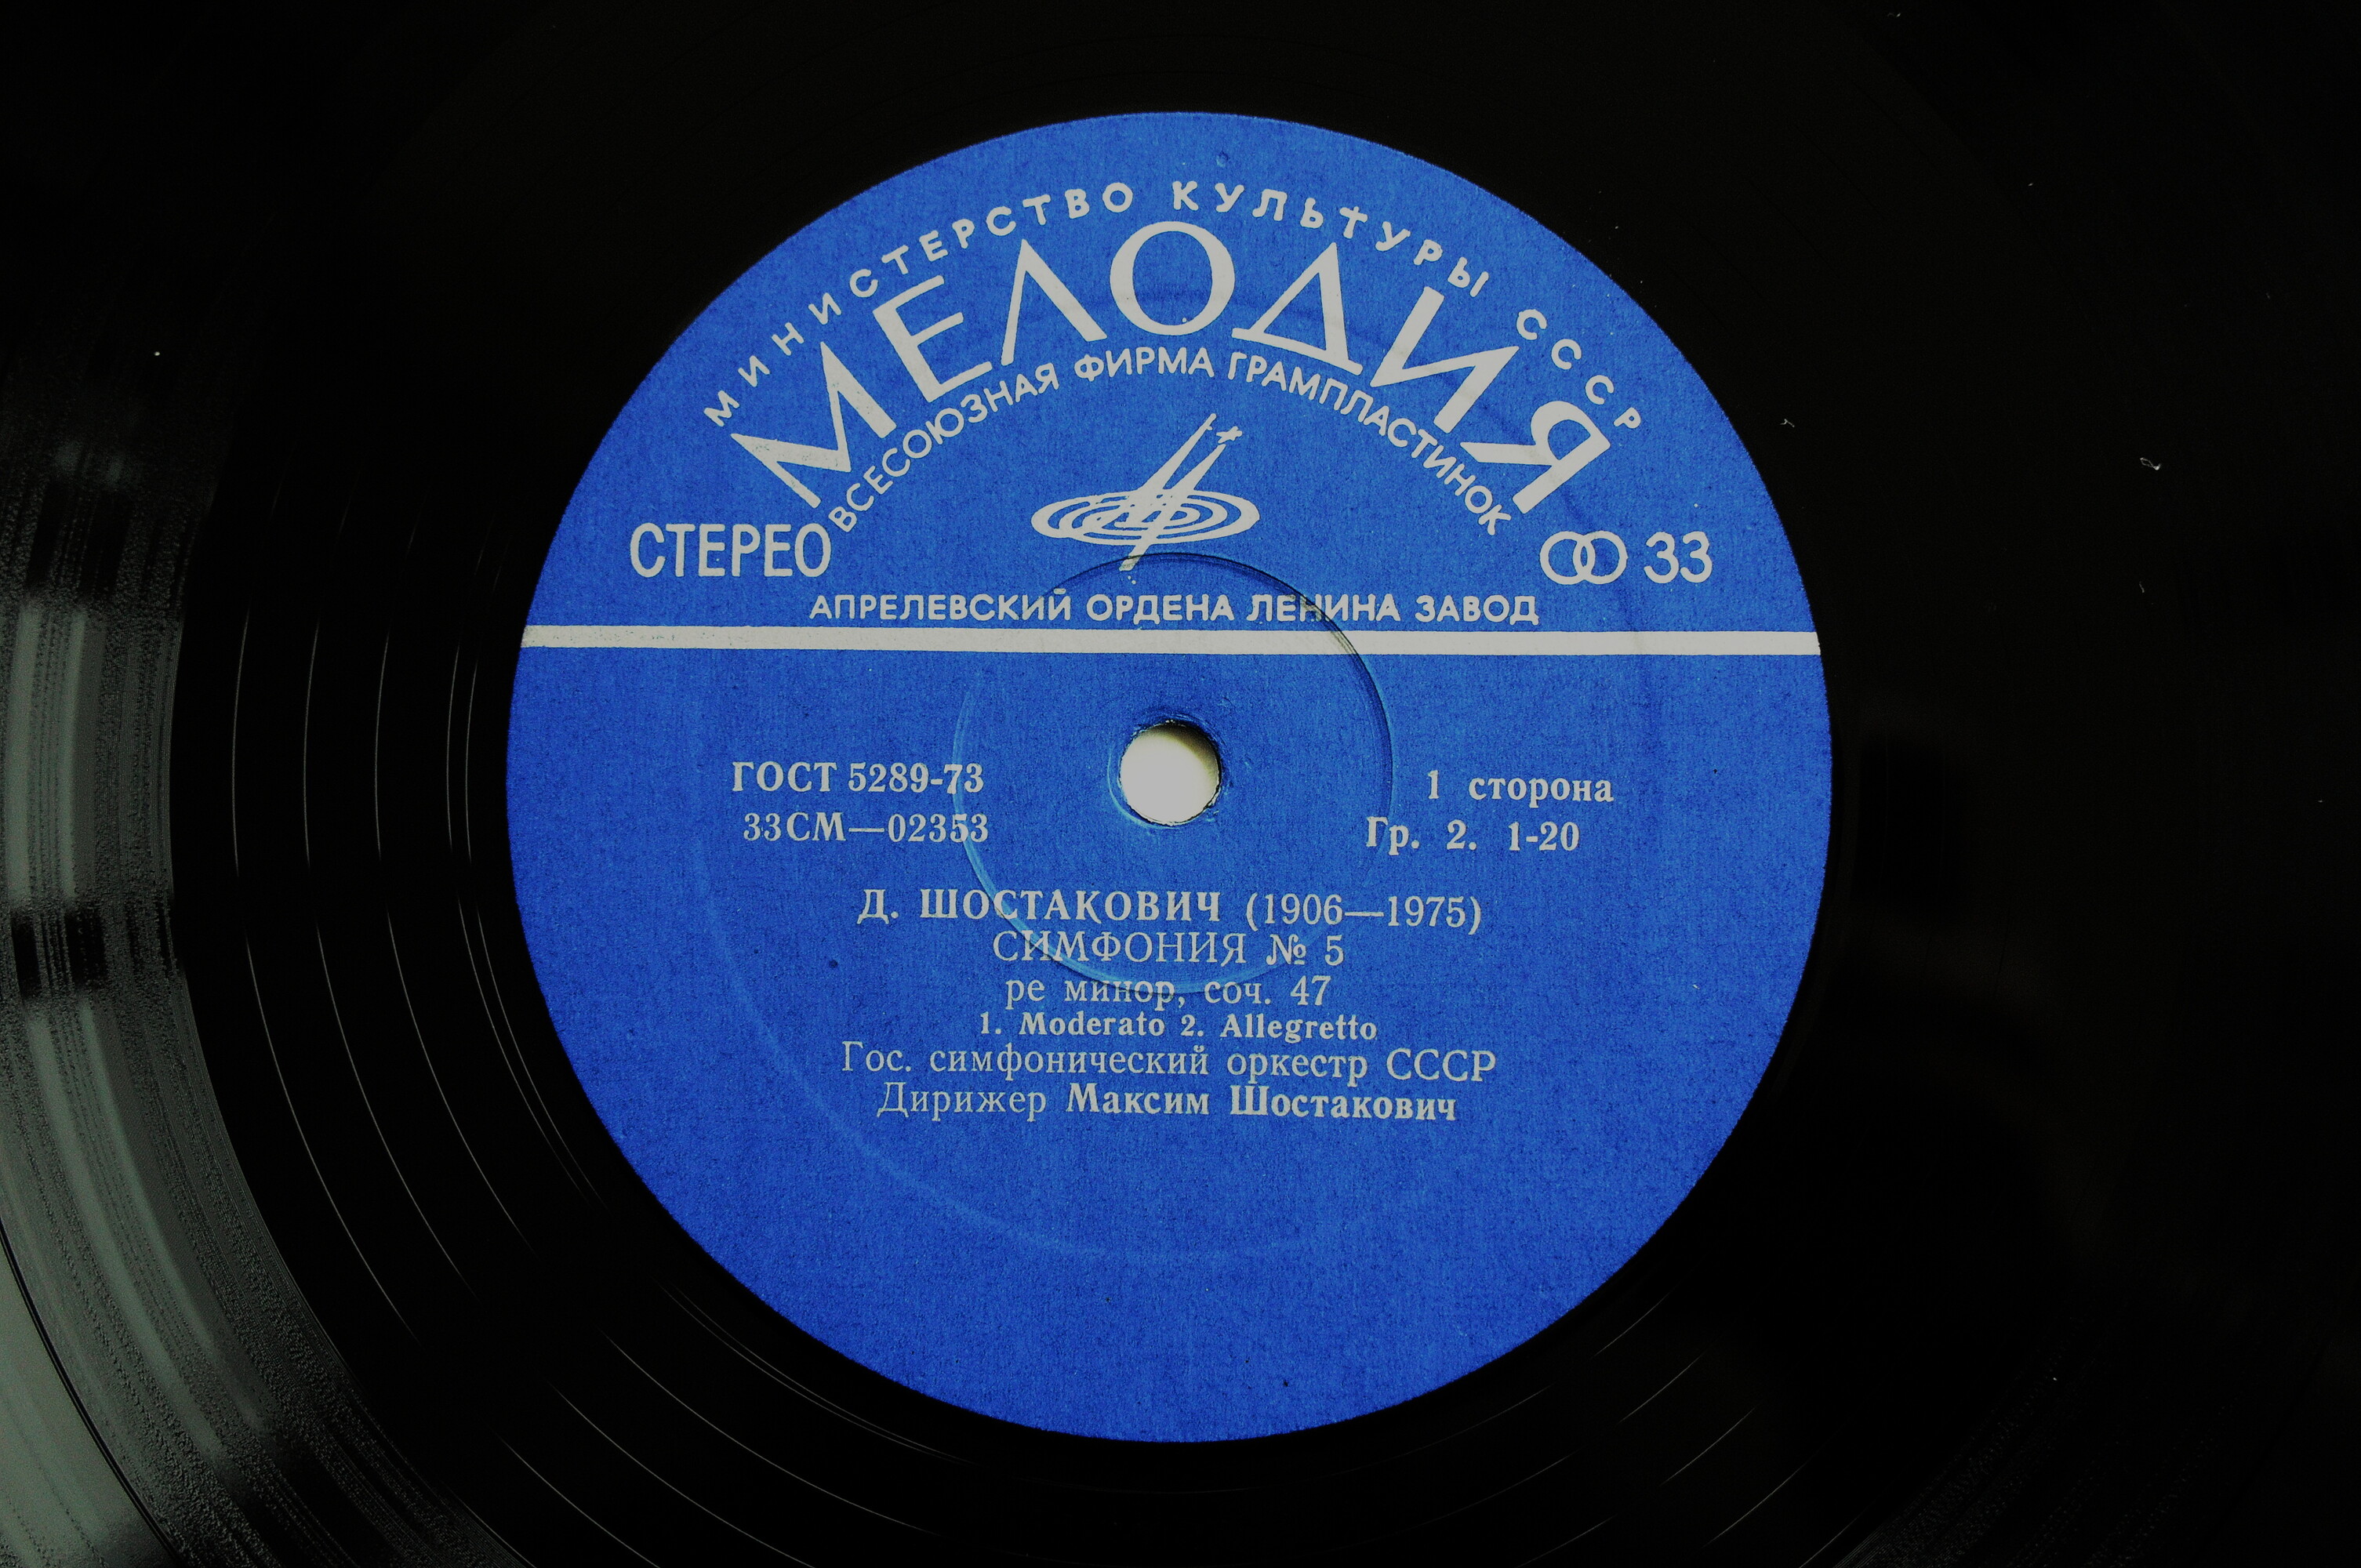 МИНИСТЕРСТВО КУЛЬТУРЫ СССР
МЕЛОДИЯ
ВСЕСОЮЗНАЯ ФИРМА ГРАМПЛАСТИНОК
СТЕРЕО
33
АПРЕЛЕВСКИЙ ОРДЕНА ЛЕНИНА ЗАВОД
ГОСТ 5289-73
33СМ—02353
1 сторона
Гр. 2. 1-20
Д. ШОСТАКОВИЧ (1906—1975)
СИМФОНИЯ № 5
ре минор, соч. 47
1. Moderato 2. Allegretto
Гос. симфонический оркестр СССР
Дирижер Максим Шостакович